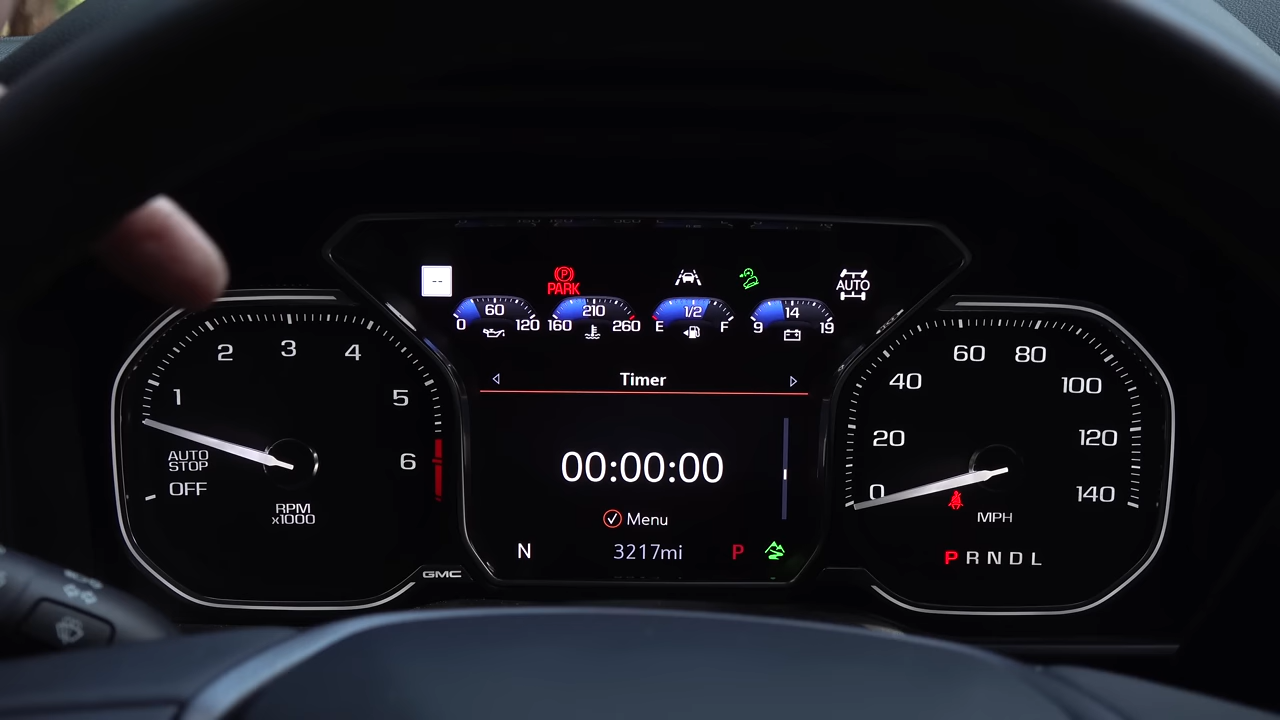 --
PARK
AUTO
60
0 120
210
160 260
1/2
E F
14
9 19
Timer
00:00:00
Menu
N 3217mi P
1 2 3 4 5 6
AUTO
STOP
OFF
RPM
x1000
GMC
0 20 40 60 80 100 120 140
MPH
P R N D L